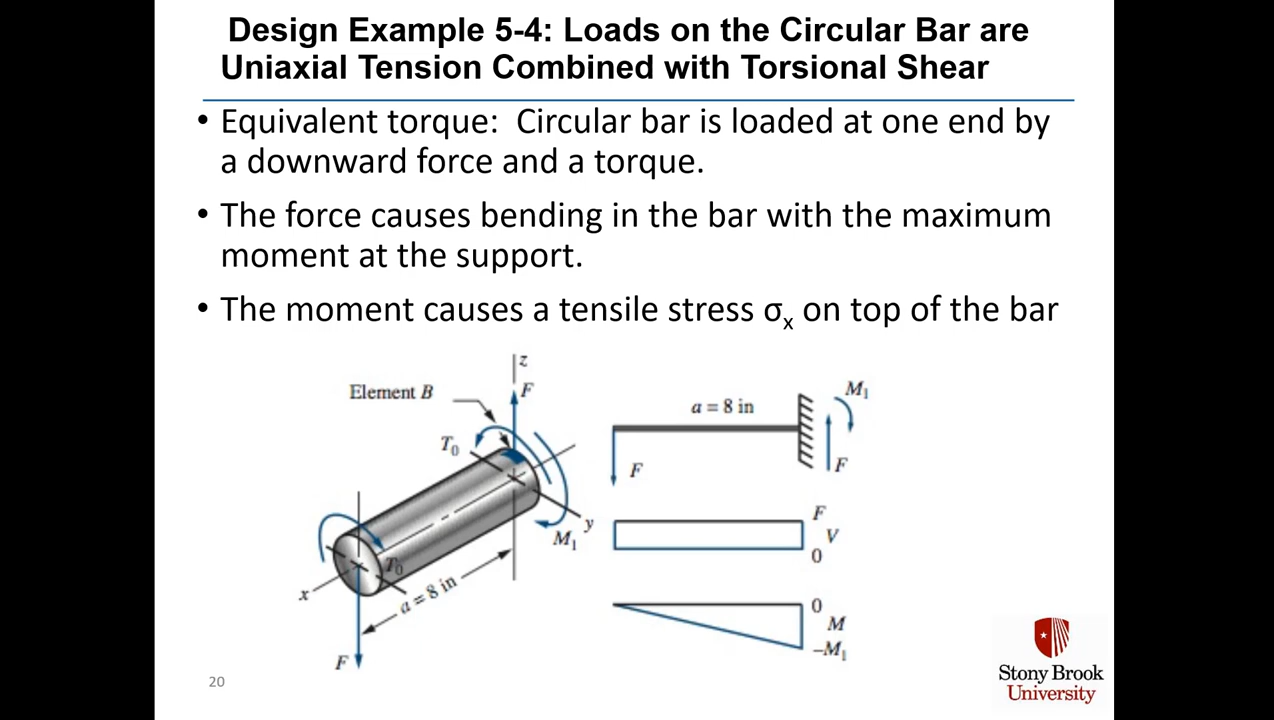 Design Example 5-4: Loads on the Circular Bar are
Uniaxial Tension Combined with Torsional Shear
• Equivalent torque:  Circular bar is loaded at one end by
a downward force and a torque.
• The force causes bending in the bar with the maximum
moment at the support.
• The moment causes a tensile stress σx on top of the bar
z
F
Element B
T0
y
M1
T0
x
a = 8 in
F
M1
a = 8 in
F
F
F
V
0
0
M
–M1
20
Stony Brook
University